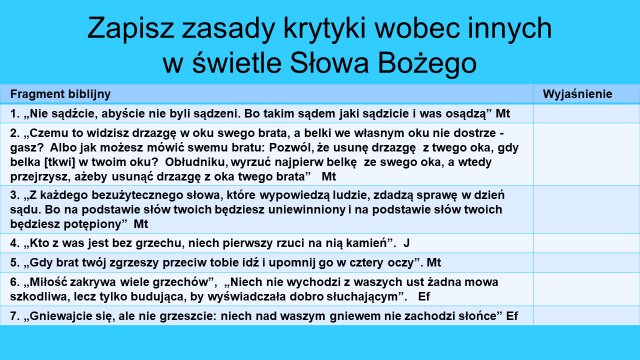 Zapisz zasady krytyki wobec innych
w świetle Słowa Bożego
Fragment biblijny
Wyjaśnienie
1. „Nie sądźcie, abyście nie byli sądzeni. Bo takim sądem jaki sądzicie i was osądzą” Mt
2. „Czemu to widzisz drzazgę w oku swego brata, a belki we własnym oku nie dostrze -
gasz? Albo jak możesz mówić swemu bratu: Pozwól, że usunę drzazgę z twego oka, gdy
belka [tkwi] w twoim oku? Obłudniku, wyrzuć najpierw belkę ze swego oka, a wtedy
przejrzysz, ażeby usunąć drzazgę z oka twego brata” Mt
3. „Z każdego bezużytecznego słowa, które wypowiedzą ludzie, zdadzą sprawę w dzień
sądu. Bo na podstawie słów twoich będziesz uniewinniony i na podstawie słów twoich
będziesz potępiony” Mt
4. „Kto z was jest bez grzechu, niech pierwszy rzuci na nią kamień”. J
5. „Gdy brat twój zgrzeszy przeciw tobie idź i upomnij go w cztery oczy”. Mt
6. „Miłość zakrywa wiele grzechów”, „Niech nie wychodzi z waszych ust żadna mowa
szkodliwa, lecz tylko budująca, by wyświadczała dobro słuchającym”. Ef
7. „Gniewajcie się, ale nie grzeszcie: niech nad waszym gniewem nie zachodzi słońce” Ef